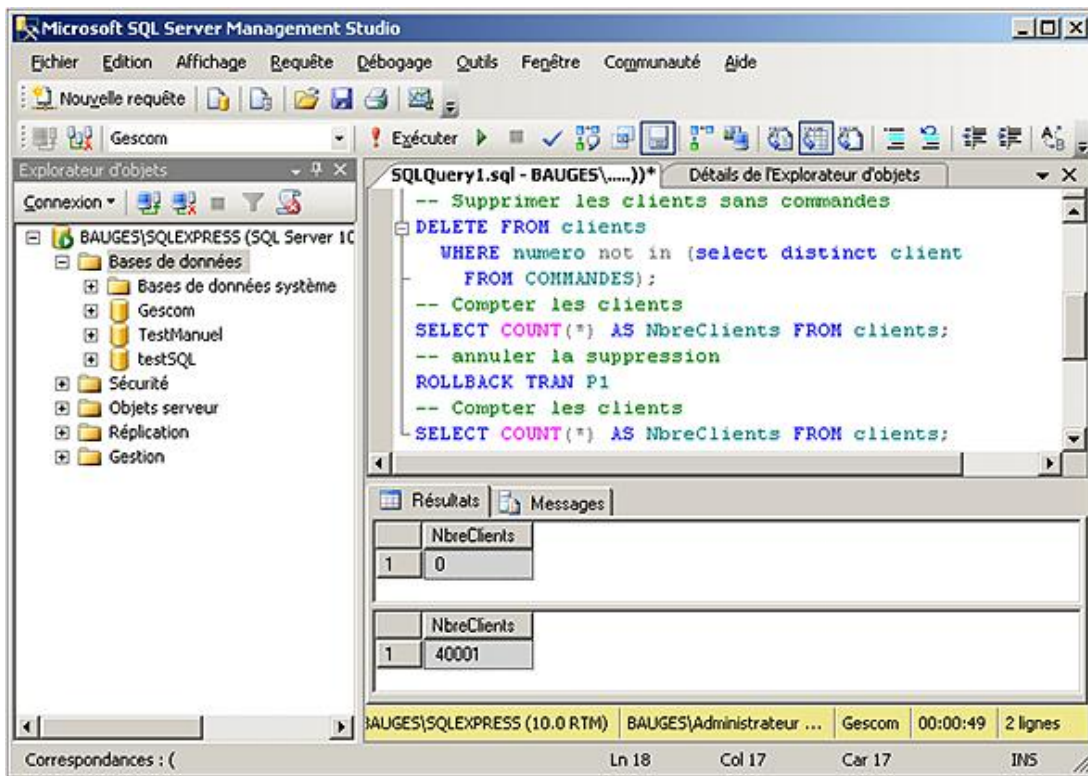 Microsoft SQL Server Management Studio
Fichier Edition Affichage Requête Débogage Outils Fenêtre Communauté Aide
Nouvelle requête
Gescom
Exécuter
Explorateur d'objets
Connexion
BAUGES\SQLEXPRESS (SQL Server 10
Bases de données
Bases de données système
Gescom
TestManuel
testSQL
Sécurité
Objets serveur
Réplication
Gestion
SQLQuery1.sql - BAUGES\.....))* Détails de l'Explorateur d'objets
-- Supprimer les clients sans commandes
DELETE FROM clients
WHERE numero not in (select distinct client
FROM COMMANDES);
-- Compter les clients
SELECT COUNT(*) AS NbreClients FROM clients;
-- annuler la suppression
ROLLBACK TRAN P1
-- Compter les clients
SELECT COUNT(*) AS NbreClients FROM clients;
Résultats Messages
NbreClients
1 0
NbreClients
1 40001
BAUGES\SQLEXPRESS (10.0 RTM) BAUGES\Administrateur ... Gescom 00:00:49 2 lignes
Correspondances : ( Ln 18 Col 17 Car 17 INS